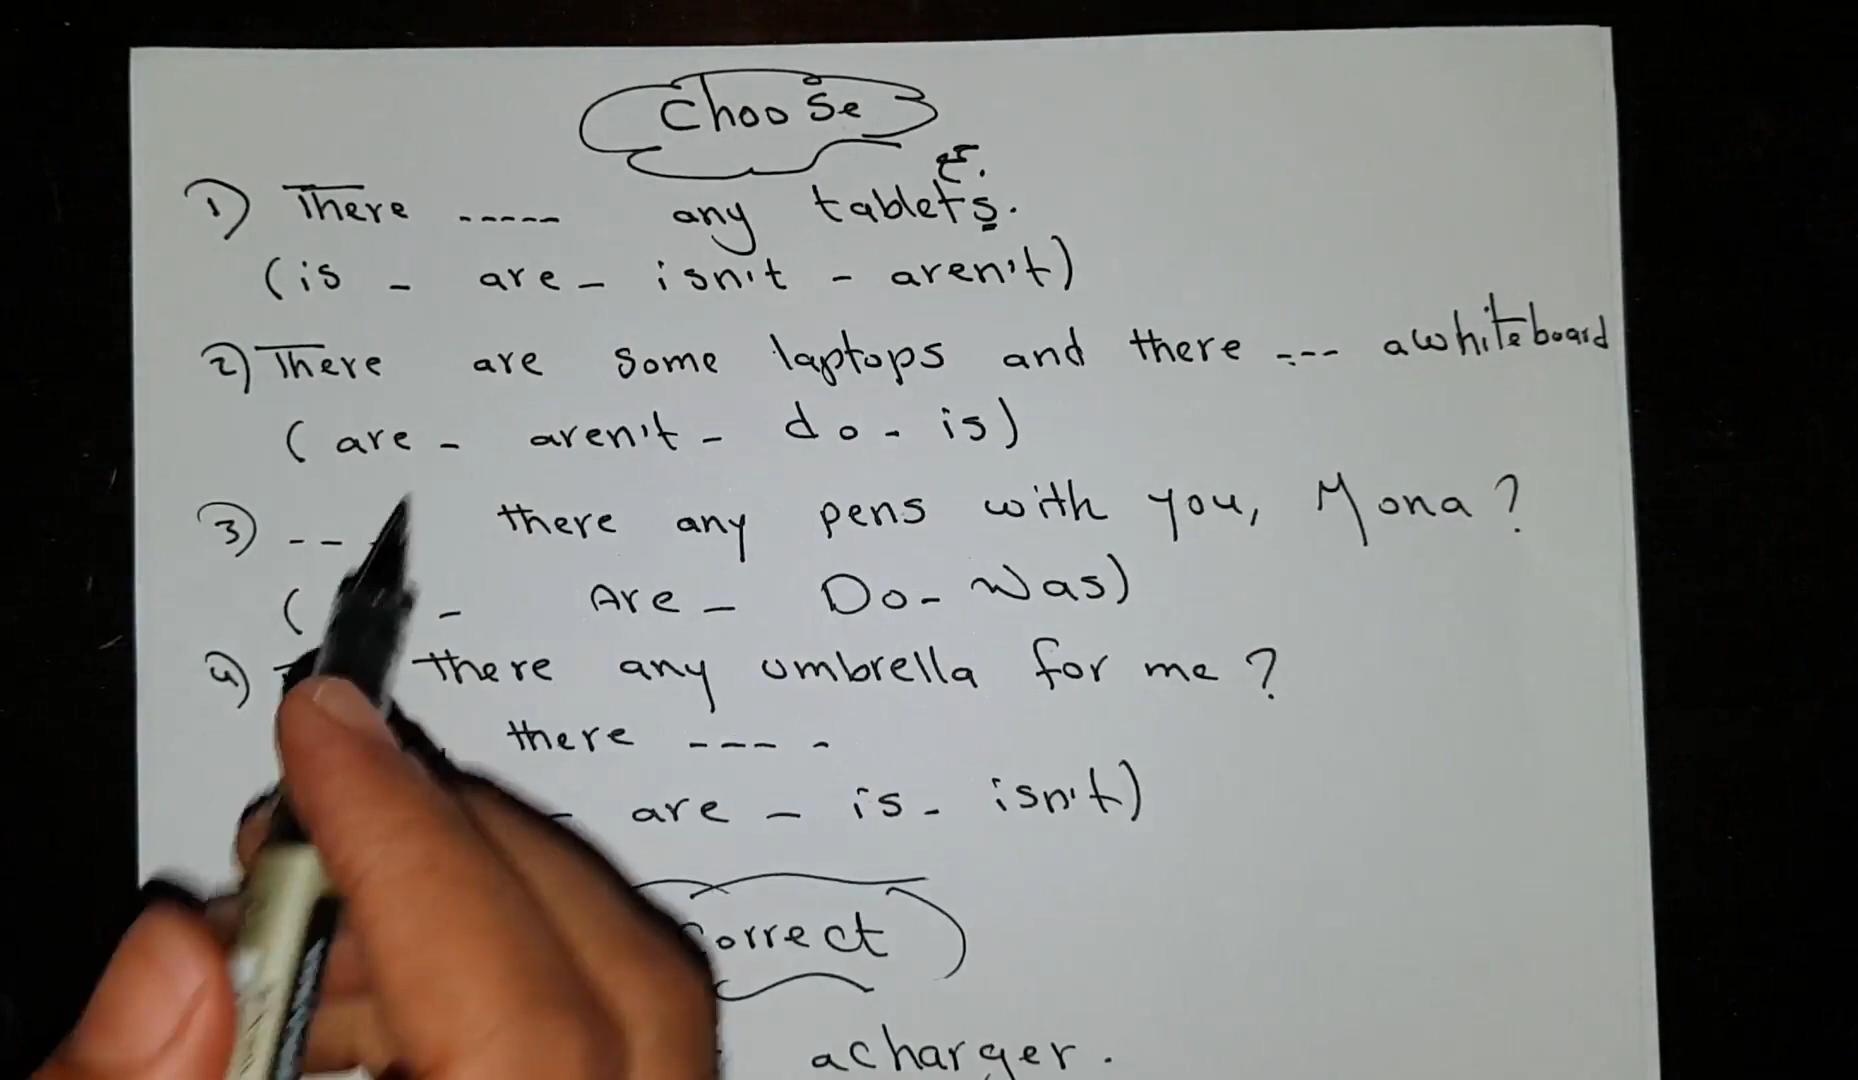 Choose
ج.
1) There ----- any tablets.
(is - are - isn't - aren't)
2) There are some laptops and there --- a whiteboard
(are - aren't - do - is)
3) -- there any pens with you, Mona?
( - Are - Do - Was)
4) there any umbrella for me?
there ----.
- are - is - isn't)
Correct
a charger.